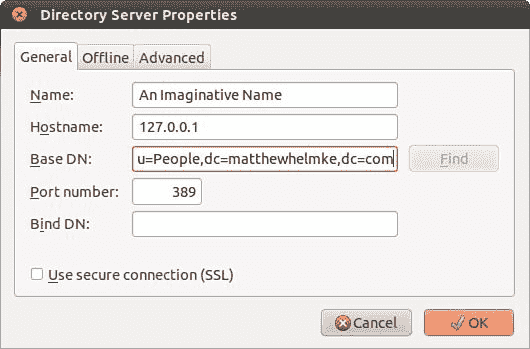 Directory Server Properties
General Offline Advanced
Name: An Imaginative Name
Hostname: 127.0.0.1
Base DN: u=People,dc=matthewhelmke,dc=com Find
Port number: 389
Bind DN:
Use secure connection (SSL)
Cancel OK